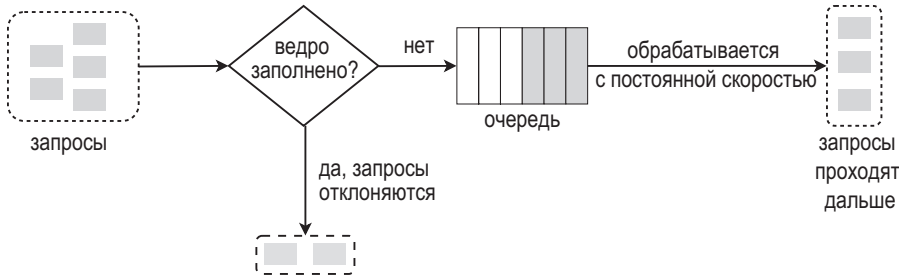 запросы
ведро
заполнено?
нет
да, запросы
отклоняются
очередь
обрабатывается
с постоянной скоростью
запросы
проходят
дальше